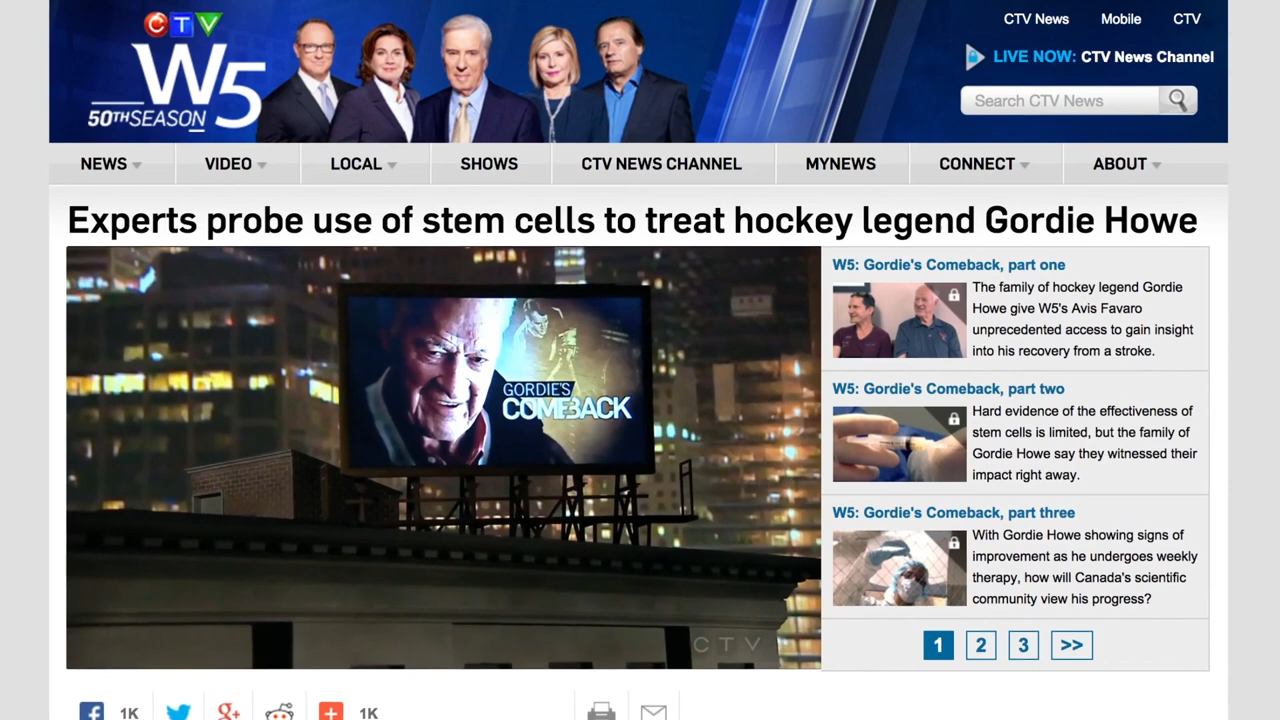 CTV
W5
50TH SEASON
CTV News
Mobile
CTV
LIVE NOW: CTV News Channel
Search CTV News
NEWS
VIDEO
LOCAL
SHOWS
CTV NEWS CHANNEL
MYNEWS
CONNECT
ABOUT
Experts probe use of stem cells to treat hockey legend Gordie Howe
GORDIE'S
COMEBACK
CTV
W5: Gordie's Comeback, part one
The family of hockey legend Gordie
Howe give W5's Avis Favaro
unprecedented access to gain insight
into his recovery from a stroke.
W5: Gordie's Comeback, part two
Hard evidence of the effectiveness of
stem cells is limited, but the family of
Gordie Howe say they witnessed their
impact right away.
W5: Gordie's Comeback, part three
With Gordie Howe showing signs of
improvement as he undergoes weekly
therapy, how will Canada's scientific
community view his progress?
1 2 3 >>
1K
1K